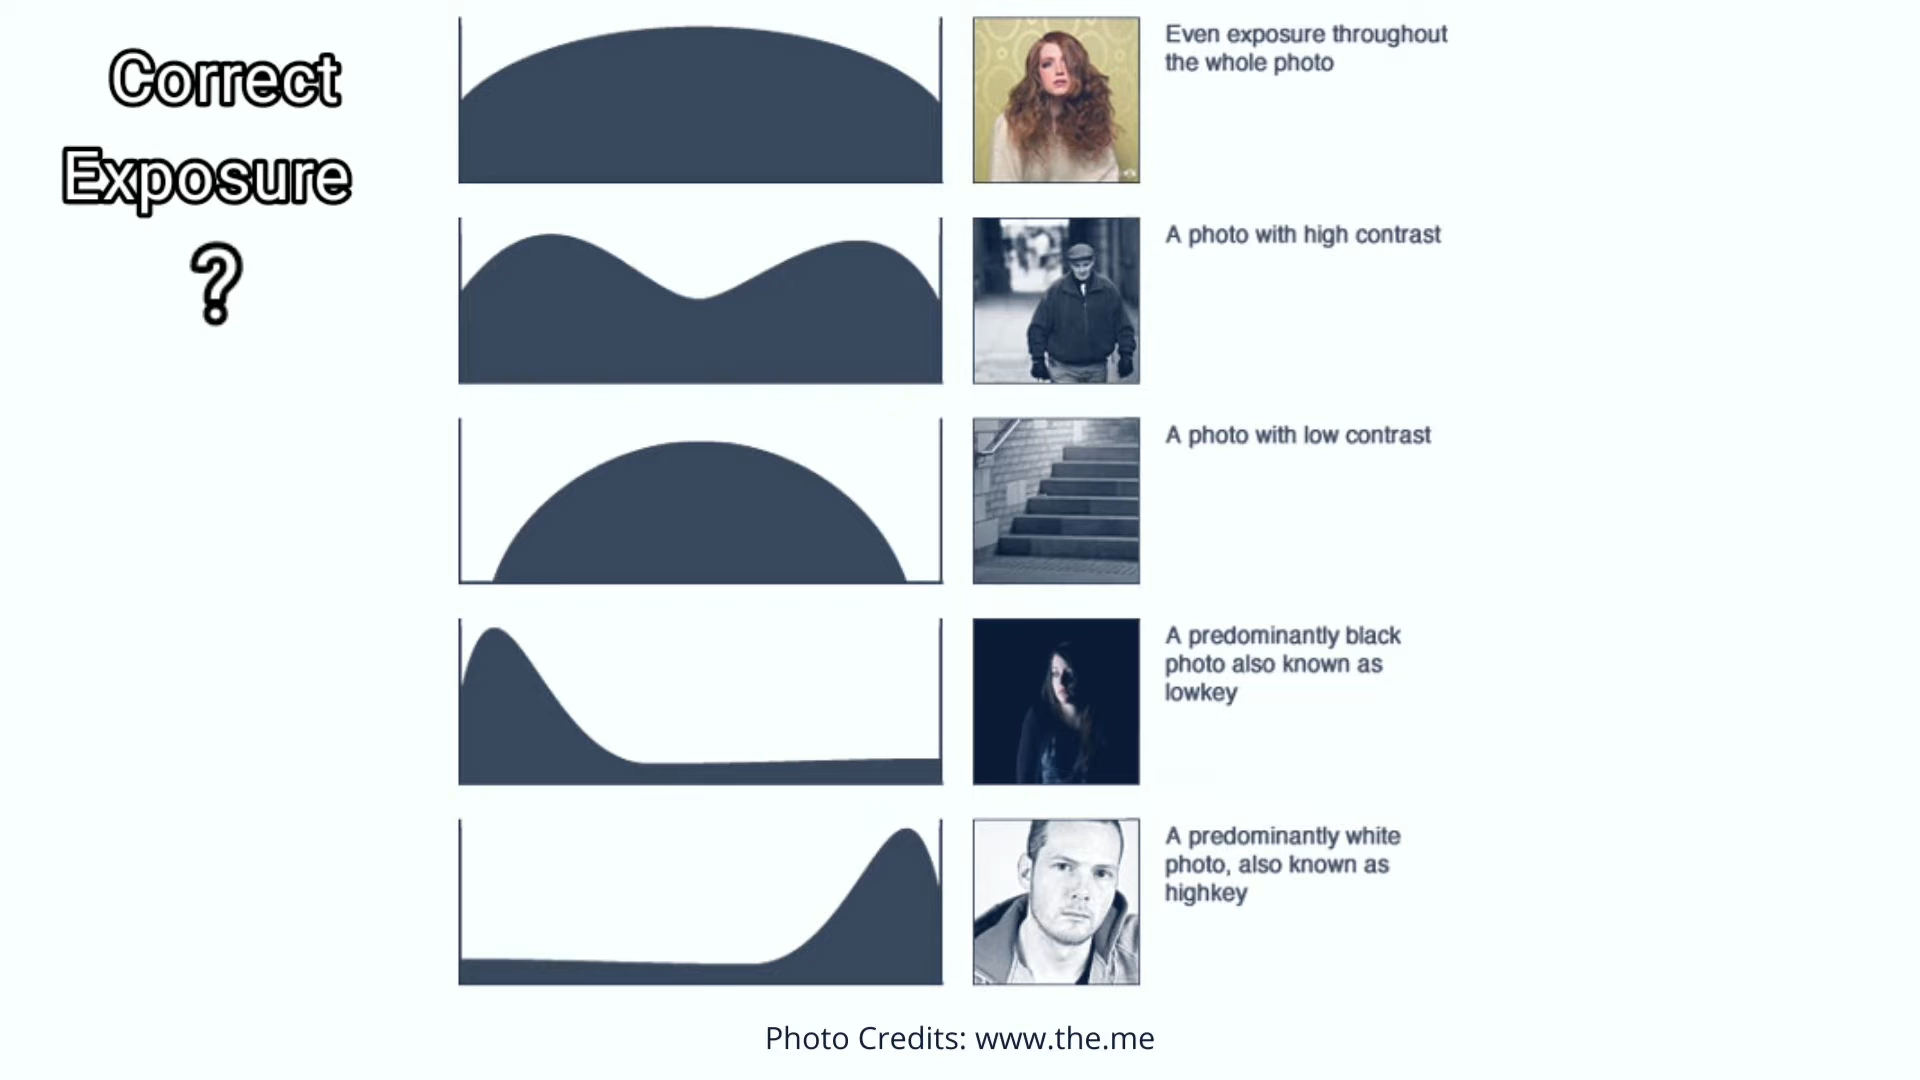 Correct
Exposure
?
Even exposure throughout
the whole photo
A photo with high contrast
A photo with low contrast
A predominantly black
photo also known as
lowkey
A predominantly white
photo, also known as
highkey
Photo Credits: www.the.me